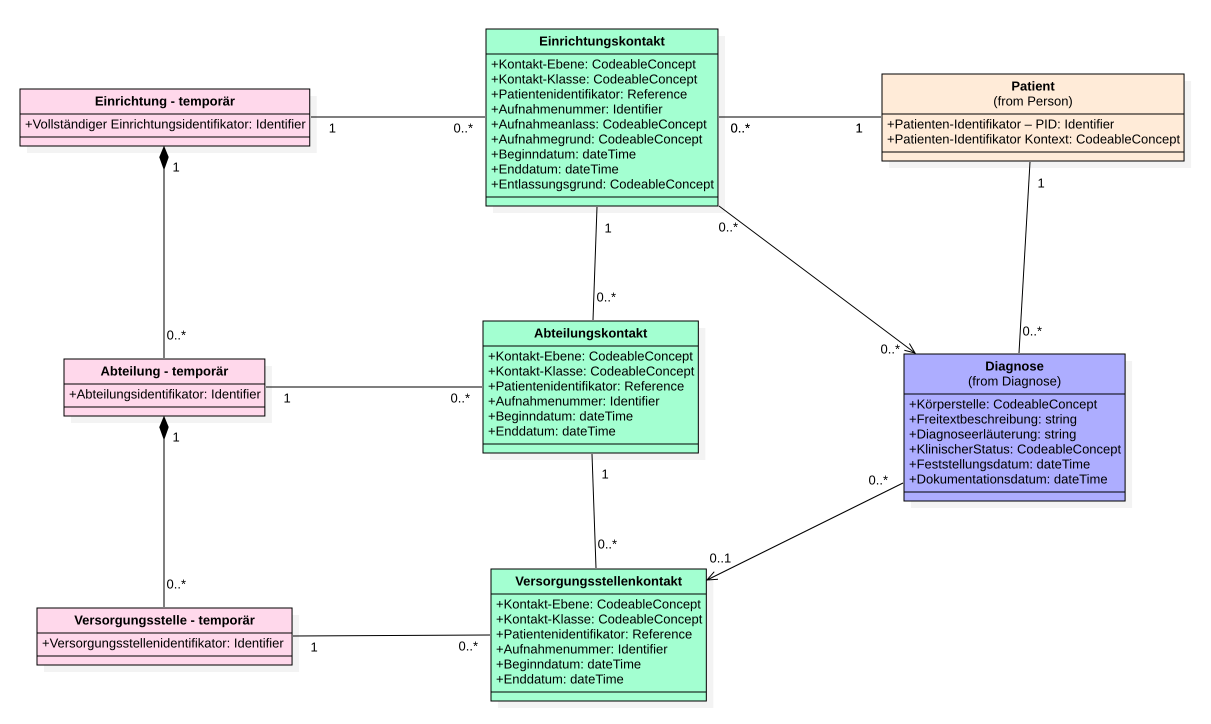 Einrichtungskontakt
+Kontakt-Ebene: CodeableConcept
+Kontakt-Klasse: CodeableConcept
+Patientenidentifikator: Reference
+Aufnahmenummer: Identifier
+Aufnahmeanlass: CodeableConcept
+Aufnahmegrund: CodeableConcept
+Beginndatum: dateTime
+Enddatum: dateTime
+Entlassungsgrund: CodeableConcept
Einrichtung - temporär
+Vollständiger Einrichtungsidentifikator: Identifier
Patient
(from Person)
+Patienten-Identifikator – PID: Identifier
+Patienten-Identifikator Kontext: CodeableConcept
1
0..*
0..*
1
1
1
1
0..*
0..*
0..*
0..*
0..*
Abteilungskontakt
+Kontakt-Ebene: CodeableConcept
+Kontakt-Klasse: CodeableConcept
+Patientenidentifikator: Reference
+Aufnahmenummer: Identifier
+Beginndatum: dateTime
+Enddatum: dateTime
Abteilung - temporär
+Abteilungsidentifikator: Identifier
Diagnose
(from Diagnose)
+Körperstelle: CodeableConcept
+Freitextbeschreibung: string
+Diagnoseerläuterung: string
+KlinischerStatus: CodeableConcept
+Feststellungsdatum: dateTime
+Dokumentationsdatum: dateTime
1
0..*
1
1
0..*
0..*
0..1
0..*
Versorgungsstellenkontakt
+Kontakt-Ebene: CodeableConcept
+Kontakt-Klasse: CodeableConcept
+Patientenidentifikator: Reference
+Aufnahmenummer: Identifier
+Beginndatum: dateTime
+Enddatum: dateTime
Versorgungsstelle - temporär
+Versorgungsstellenidentifikator: Identifier
1
0..*